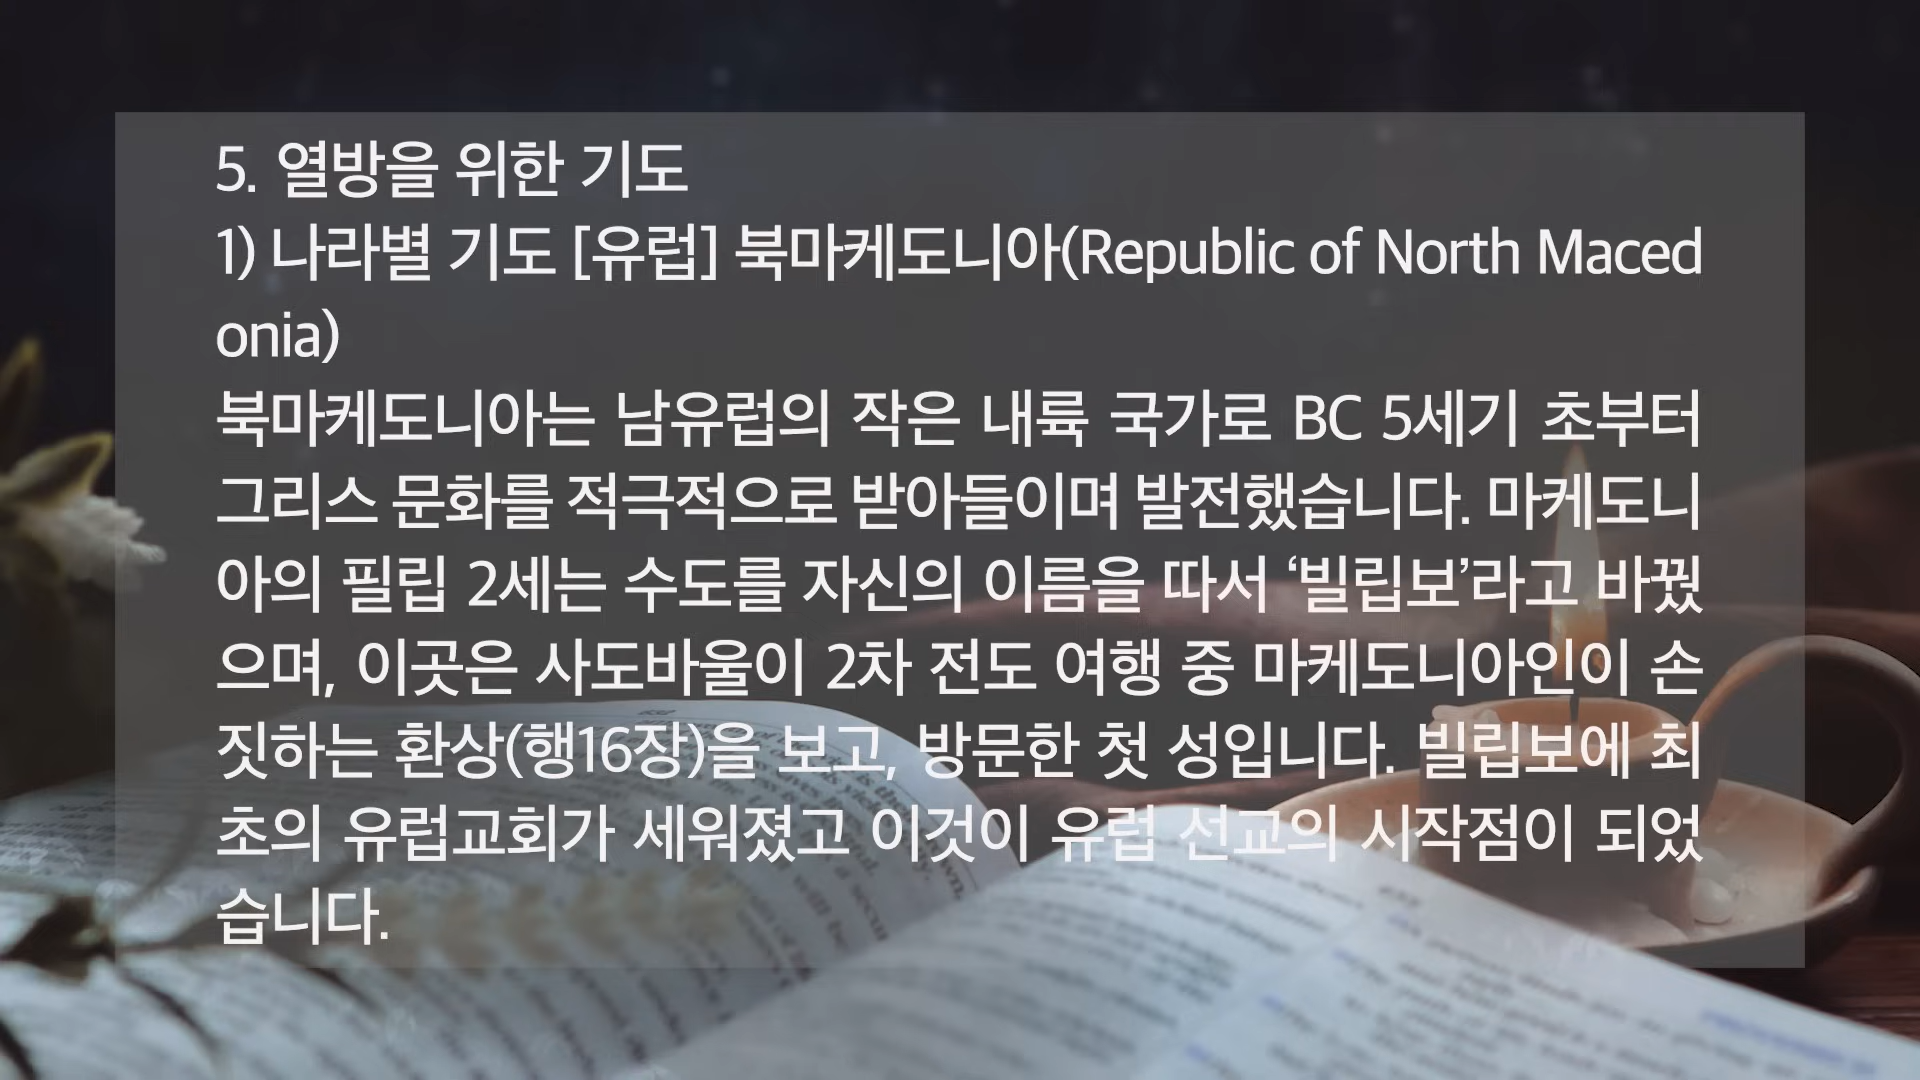 5. 열방을 위한 기도
1) 나라별 기도 [유럽] 북마케도니아(Republic of North Maced
onia)
북마케도니아는 남유럽의 작은 내륙 국가로 BC 5세기 초부터
그리스 문화를 적극적으로 받아들이며 발전했습니다. 마케도니
아의 필립 2세는 수도를 자신의 이름을 따서 ‘빌립보’라고 바꿨
으며, 이곳은 사도바울이 2차 전도 여행 중 마케도니아인이 손
짓하는 환상(행16장)을 보고, 방문한 첫 성입니다. 빌립보에 최
초의 유럽교회가 세워졌고 이것이 유럽 선교의 시작점이 되었
습니다.